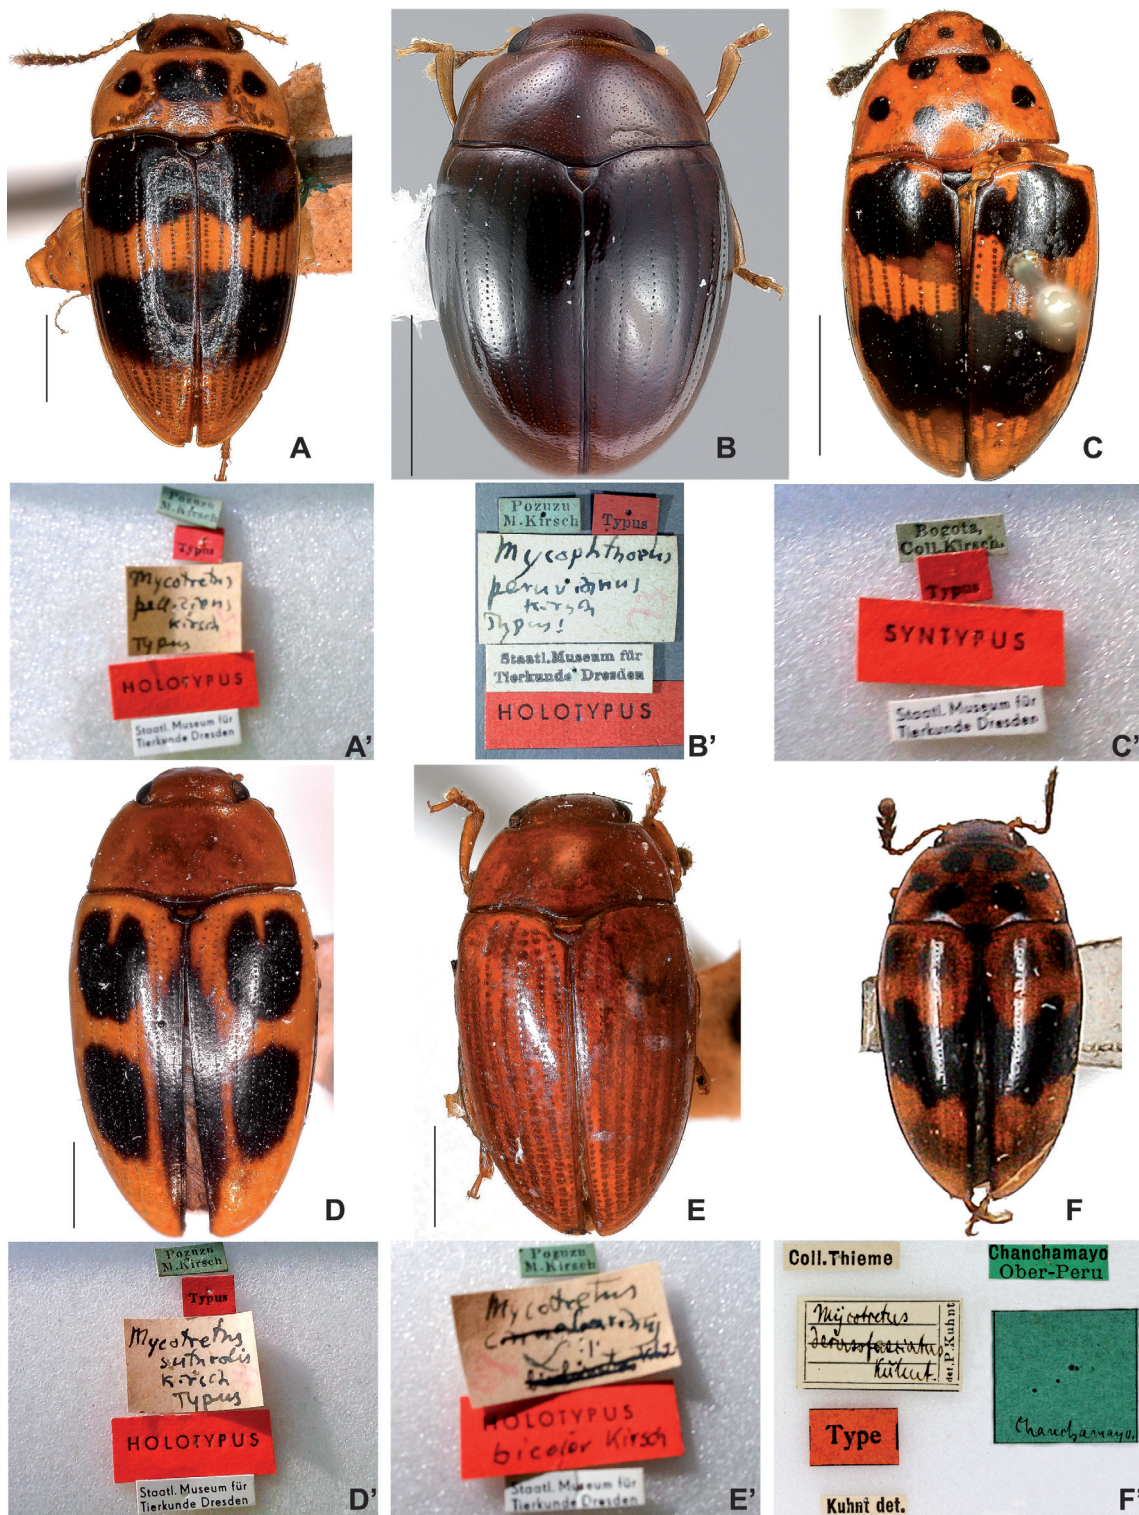 A
B
C
Pozuzu
M. Kirsch
Typus
Mycotretus
pellciens
Kirsch
Typus
HOLOTYPUS
Staatl. Museum für
Tierkunde Dresden
A'
Pozuzu
M. Kirsch
Typus
Mycophthorus
peruvianus
Kirsch
Typus!
Staatl. Museum für
Tierkunde Dresden
HOLOTYPUS
B'
Bogota,
Coll. Kirsch.
Typus
SYNTYPUS
Staatl. Museum für
Tierkunde Dresden
C'
D
E
F
Pozuzu
M. Kirsch
Typus
Mycotretus
suturalis
Kirsch
Typus
HOLOTYPUS
Staatl. Museum für
Tierkunde Dresden
D'
Pozuzu
M. Kirsch
Mycotretus
HOLOTYPUS
bicolor Kirsch
Staatl. Museum für
Tierkunde Dresden
E'
Coll. Thieme
Chanchamayo
Ober-Peru
Mycotretus
Kuhnt.
det. P. Kuhnt
Type
Chanchamayo.
Kuhnt det.
F'